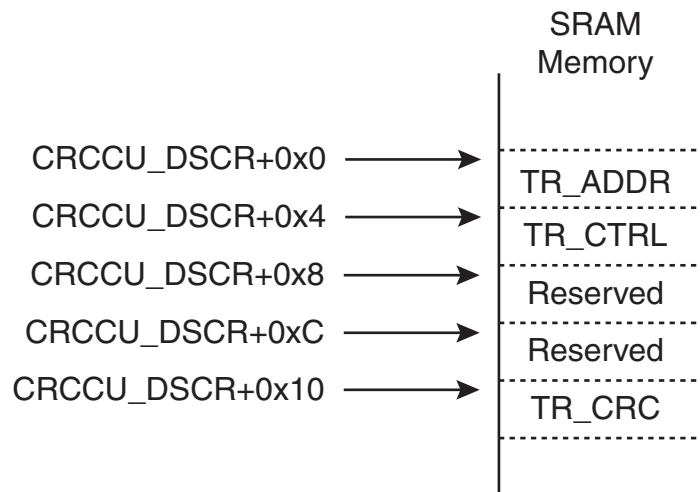 SRAM
Memory
CRCCU_DSCR+0x0
TR_ADDR
CRCCU_DSCR+0x4
TR_CTRL
CRCCU_DSCR+0x8
Reserved
CRCCU_DSCR+0xC
Reserved
CRCCU_DSCR+0x10
TR_CRC